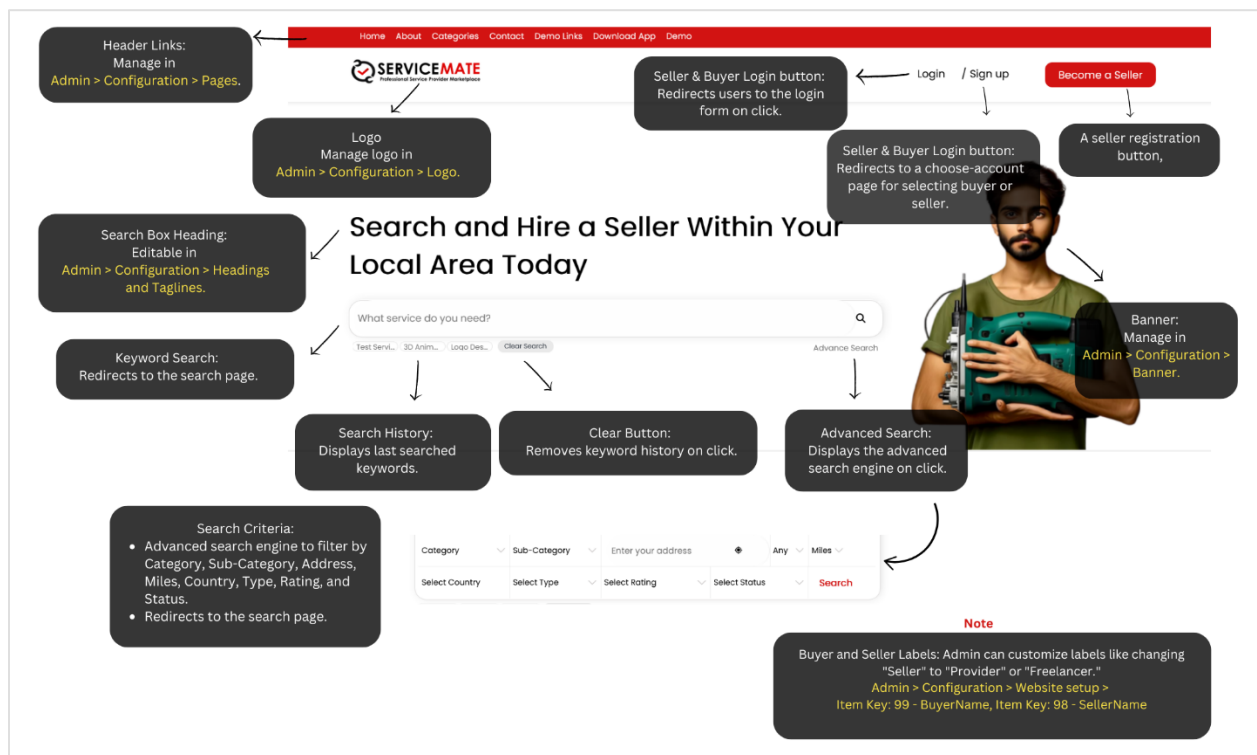 Home About Categories Contact Demo Links Download App Demo
Header Links:
Manage in
Admin > Configuration > Pages.
SERVICEMATE
Professional Service Provider Marketplace
Seller & Buyer Login button:
Redirects users to the login
form on click.
Login / Sign up
Become a Seller
Logo
Manage logo in
Admin > Configuration > Logo.
Seller & Buyer Login button:
Redirects to a choose-account
page for selecting buyer or
seller.
A seller registration
button,
Search Box Heading:
Editable in
Admin > Configuration > Headings
and Taglines.
Search and Hire a Seller Within Your
Local Area Today
What service do you need?
Test Servi... 3D Anim... Logo Des... Clear Search
Advance Search
Keyword Search:
Redirects to the search page.
Banner:
Manage in
Admin > Configuration >
Banner.
Search History:
Displays last searched
keywords.
Clear Button:
Removes keyword history on click.
Advanced Search:
Displays the advanced
search engine on click.
Search Criteria:
• Advanced search engine to filter by
Category, Sub-Category, Address,
Miles, Country, Type, Rating, and
Status.
• Redirects to the search page.
Category Sub-Category Enter your address Any Miles
Select Country Select Type Select Rating Select Status Search
Note
Buyer and Seller Labels: Admin can customize labels like changing
"Seller" to "Provider" or "Freelancer."
Admin > Configuration > Website setup >
Item Key: 99 - BuyerName, Item Key: 98 - SellerName